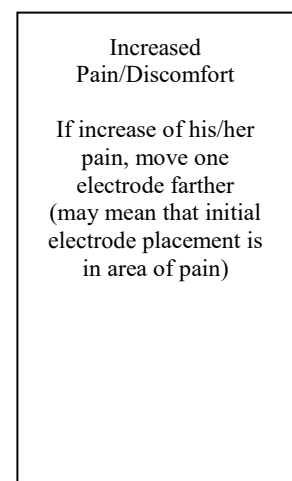 Increased
Pain/Discomfort
If increase of his/her
pain, move one
electrode farther
(may mean that initial
electrode placement is
in area of pain)